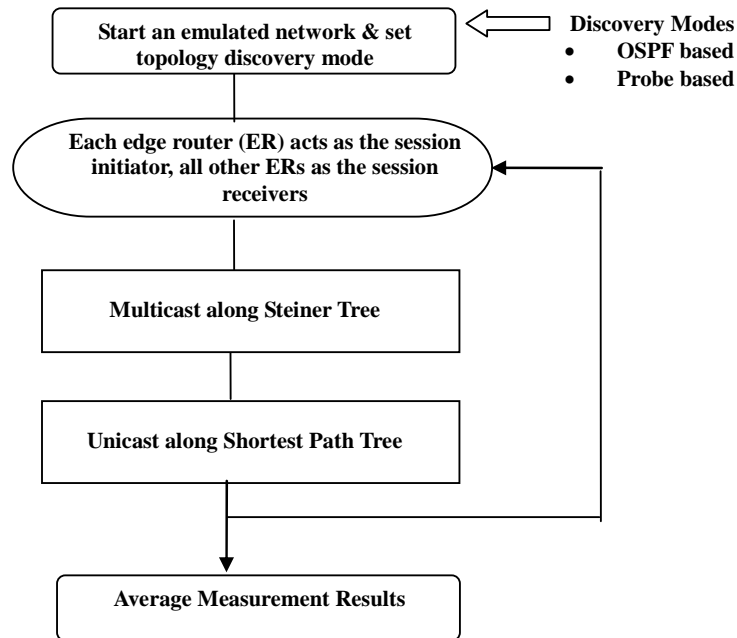 Start an emulated network & set
topology discovery mode
Discovery Modes
• OSPF based
• Probe based
Each edge router (ER) acts as the session
initiator, all other ERs as the session
receivers
Multicast along Steiner Tree
Unicast along Shortest Path Tree
Average Measurement Results